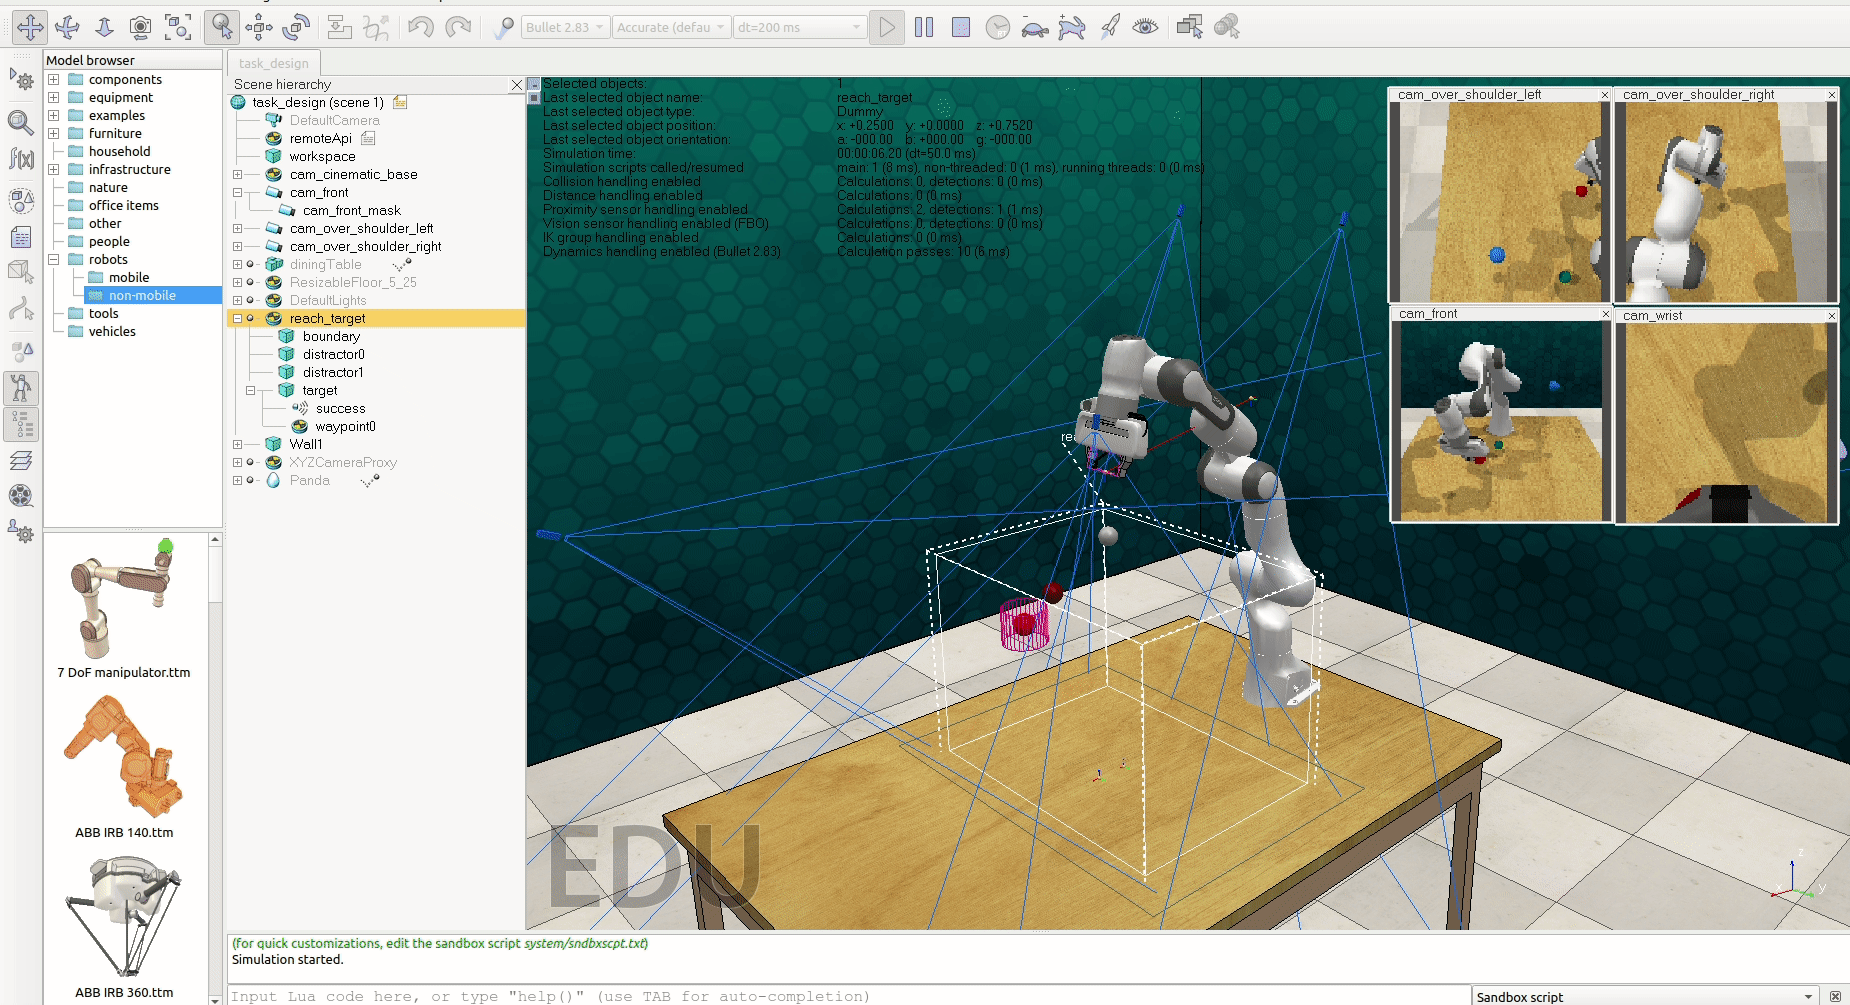 Bullet 2.83
Accurate (defau
dt=200 ms
Model browser
components
equipment
examples
furniture
household
infrastructure
nature
office items
other
people
robots
mobile
non-mobile
tools
vehicles
7 DoF manipulator.ttm
ABB IRB 140.ttm
ABB IRB 360.ttm
task_design
Scene hierarchy
task_design (scene 1)
DefaultCamera
remoteApi
workspace
cam_cinematic_base
cam_front
cam_front_mask
cam_over_shoulder_left
cam_over_shoulder_right
diningTable
ResizableFloor_5_25
DefaultLights
reach_target
boundary
distractor0
distractor1
target
success
waypoint0
Wall1
XYZCameraProxy
Panda
Selected objects: 1
Last selected object name: reach_target
Last selected object type: Dummy
Last selected object position: x: +0.2500 y: +0.0000 z: +0.7520
Last selected object orientation: a: -000.00 b: +000.00 g: -000.00
Simulation time: 00:00:06.20 (dt=50.0 ms)
Simulation scripts called/resumed main: 1 (8 ms), non-threaded: 0 (1 ms), running threads: 0 (0 ms)
Collision handling enabled Calculations: 0, detections: 0 (0 ms)
Distance handling enabled Calculations: 0 (0 ms)
Proximity sensor handling enabled Calculations: 2, detections: 1 (1 ms)
Vision sensor handling enabled (FBO) Calculations: 0, detections: 0 (0 ms)
IK group handling enabled Calculations: 0 (0 ms)
Dynamics handling enabled (Bullet 2.83) Calculation passes: 10 (6 ms)
cam_over_shoulder_left
cam_over_shoulder_right
cam_front
cam_wrist
EDU
z
y
(for quick customizations, edit the sandbox script system/sndbxscpt.txt)
Simulation started.
Input Lua code here, or type "help()" (use TAB for auto-completion)
Sandbox script